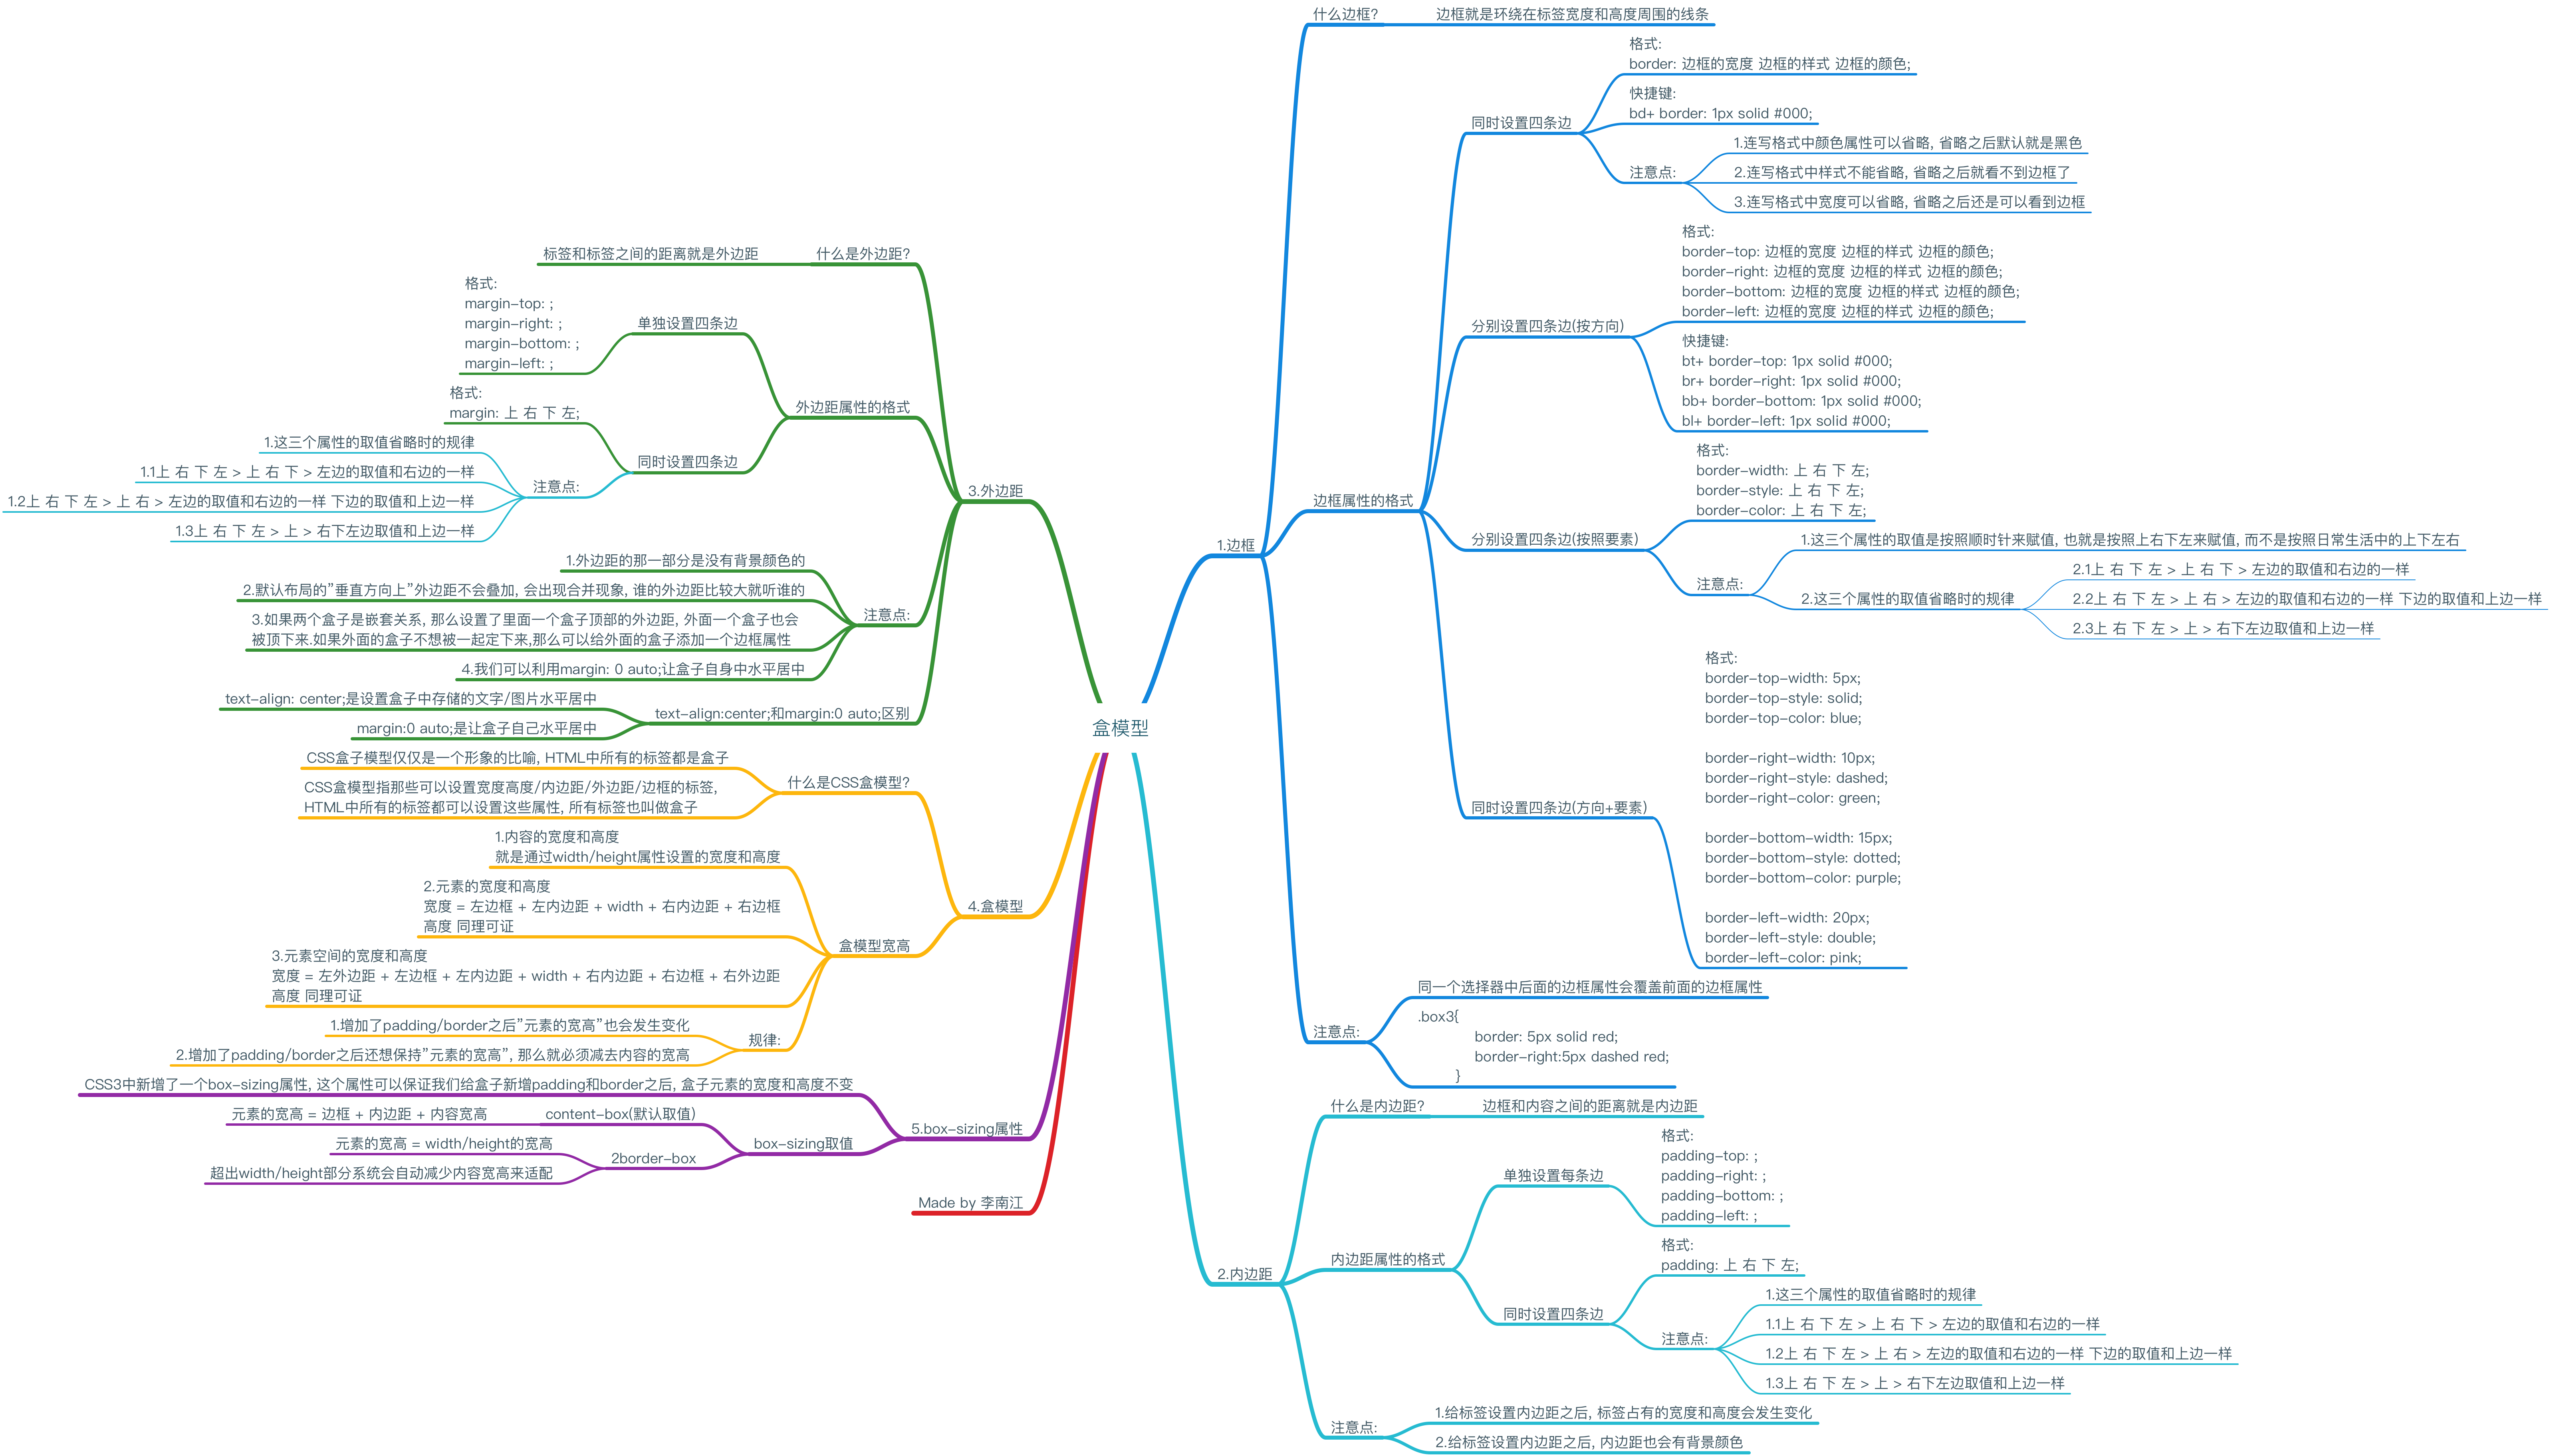 盒模型
1.边框
什么边框?
边框就是环绕在标签宽度和高度周围的线条
边框属性的格式
同时设置四条边
格式:
border: 边框的宽度 边框的样式 边框的颜色;
快捷键:
bd+ border: 1px solid #000;
注意点:
1.连写格式中颜色属性可以省略, 省略之后默认就是黑色
2.连写格式中样式不能省略, 省略之后就看不到边框了
3.连写格式中宽度可以省略, 省略之后还是可以看到边框
分别设置四条边(按方向)
格式:
border-top: 边框的宽度 边框的样式 边框的颜色;
border-right: 边框的宽度 边框的样式 边框的颜色;
border-bottom: 边框的宽度 边框的样式 边框的颜色;
border-left: 边框的宽度 边框的样式 边框的颜色;
快捷键:
bt+ border-top: 1px solid #000;
br+ border-right: 1px solid #000;
bb+ border-bottom: 1px solid #000;
bl+ border-left: 1px solid #000;
分别设置四条边(按照要素)
格式:
border-width: 上 右 下 左;
border-style: 上 右 下 左;
border-color: 上 右 下 左;
注意点:
1.这三个属性的取值是按照顺时针来赋值, 也就是按照上右下左来赋值, 而不是按照日常生活中的上下左右
2.这三个属性的取值省略时的规律
2.1上 右 下 左 > 上 右 下 > 左边的取值和右边的一样
2.2上 右 下 左 > 上 右 > 左边的取值和右边的一样 下边的取值和上边一样
2.3上 右 下 左 > 上 > 右下左边取值和上边一样
同时设置四条边(方向+要素)
格式:
border-top-width: 5px;
border-top-style: solid;
border-top-color: blue;
border-right-width: 10px;
border-right-style: dashed;
border-right-color: green;
border-bottom-width: 15px;
border-bottom-style: dotted;
border-bottom-color: purple;
border-left-width: 20px;
border-left-style: double;
border-left-color: pink;
注意点:
同一个选择器中后面的边框属性会覆盖前面的边框属性
.box3{
border: 5px solid red;
border-right:5px dashed red;
}
2.内边距
什么是内边距?
边框和内容之间的距离就是内边距
内边距属性的格式
单独设置每条边
格式:
padding-top: ;
padding-right: ;
padding-bottom: ;
padding-left: ;
同时设置四条边
格式:
padding: 上 右 下 左;
注意点:
1.这三个属性的取值省略时的规律
1.1上 右 下 左 > 上 右 下 > 左边的取值和右边的一样
1.2上 右 下 左 > 上 右 > 左边的取值和右边的一样 下边的取值和上边一样
1.3上 右 下 左 > 上 > 右下左边取值和上边一样
注意点:
1.给标签设置内边距之后, 标签占有的宽度和高度会发生变化
2.给标签设置内边距之后, 内边距也会有背景颜色
3.外边距
什么是外边距?
标签和标签之间的距离就是外边距
外边距属性的格式
单独设置四条边
格式:
margin-top: ;
margin-right: ;
margin-bottom: ;
margin-left: ;
同时设置四条边
格式:
margin: 上 右 下 左;
注意点:
1.这三个属性的取值省略时的规律
1.1上 右 下 左 > 上 右 下 > 左边的取值和右边的一样
1.2上 右 下 左 > 上 右 > 左边的取值和右边的一样 下边的取值和上边一样
1.3上 右 下 左 > 上 > 右下左边取值和上边一样
注意点:
1.外边距的那一部分是没有背景颜色的
2.默认布局的”垂直方向上”外边距不会叠加, 会出现合并现象, 谁的外边距比较大就听谁的
3.如果两个盒子是嵌套关系, 那么设置了里面一个盒子顶部的外边距, 外面一个盒子也会
被顶下来.如果外面的盒子不想被一起定下来,那么可以给外面的盒子添加一个边框属性
4.我们可以利用margin: 0 auto;让盒子自身中水平居中
text-align:center;和margin:0 auto;区别
text-align: center;是设置盒子中存储的文字/图片水平居中
margin:0 auto;是让盒子自己水平居中
4.盒模型
什么是CSS盒模型?
CSS盒子模型仅仅是一个形象的比喻, HTML中所有的标签都是盒子
CSS盒模型指那些可以设置宽度高度/内边距/外边距/边框的标签,
HTML中所有的标签都可以设置这些属性, 所有标签也叫做盒子
盒模型宽高
1.内容的宽度和高度
就是通过width/height属性设置的宽度和高度
2.元素的宽度和高度
宽度 = 左边框 + 左内边距 + width + 右内边距 + 右边框
高度 同理可证
3.元素空间的宽度和高度
宽度 = 左外边距 + 左边框 + 左内边距 + width + 右内边距 + 右边框 + 右外边距
高度 同理可证
规律:
1.增加了padding/border之后”元素的宽高”也会发生变化
2.增加了padding/border之后还想保持”元素的宽高”, 那么就必须减去内容的宽高
5.box-sizing属性
CSS3中新增了一个box-sizing属性, 这个属性可以保证我们给盒子新增padding和border之后, 盒子元素的宽度和高度不变
box-sizing取值
content-box(默认取值)
元素的宽高 = 边框 + 内边距 + 内容宽高
2border-box
元素的宽高 = width/height的宽高
超出width/height部分系统会自动减少内容宽高来适配
Made by 李南江